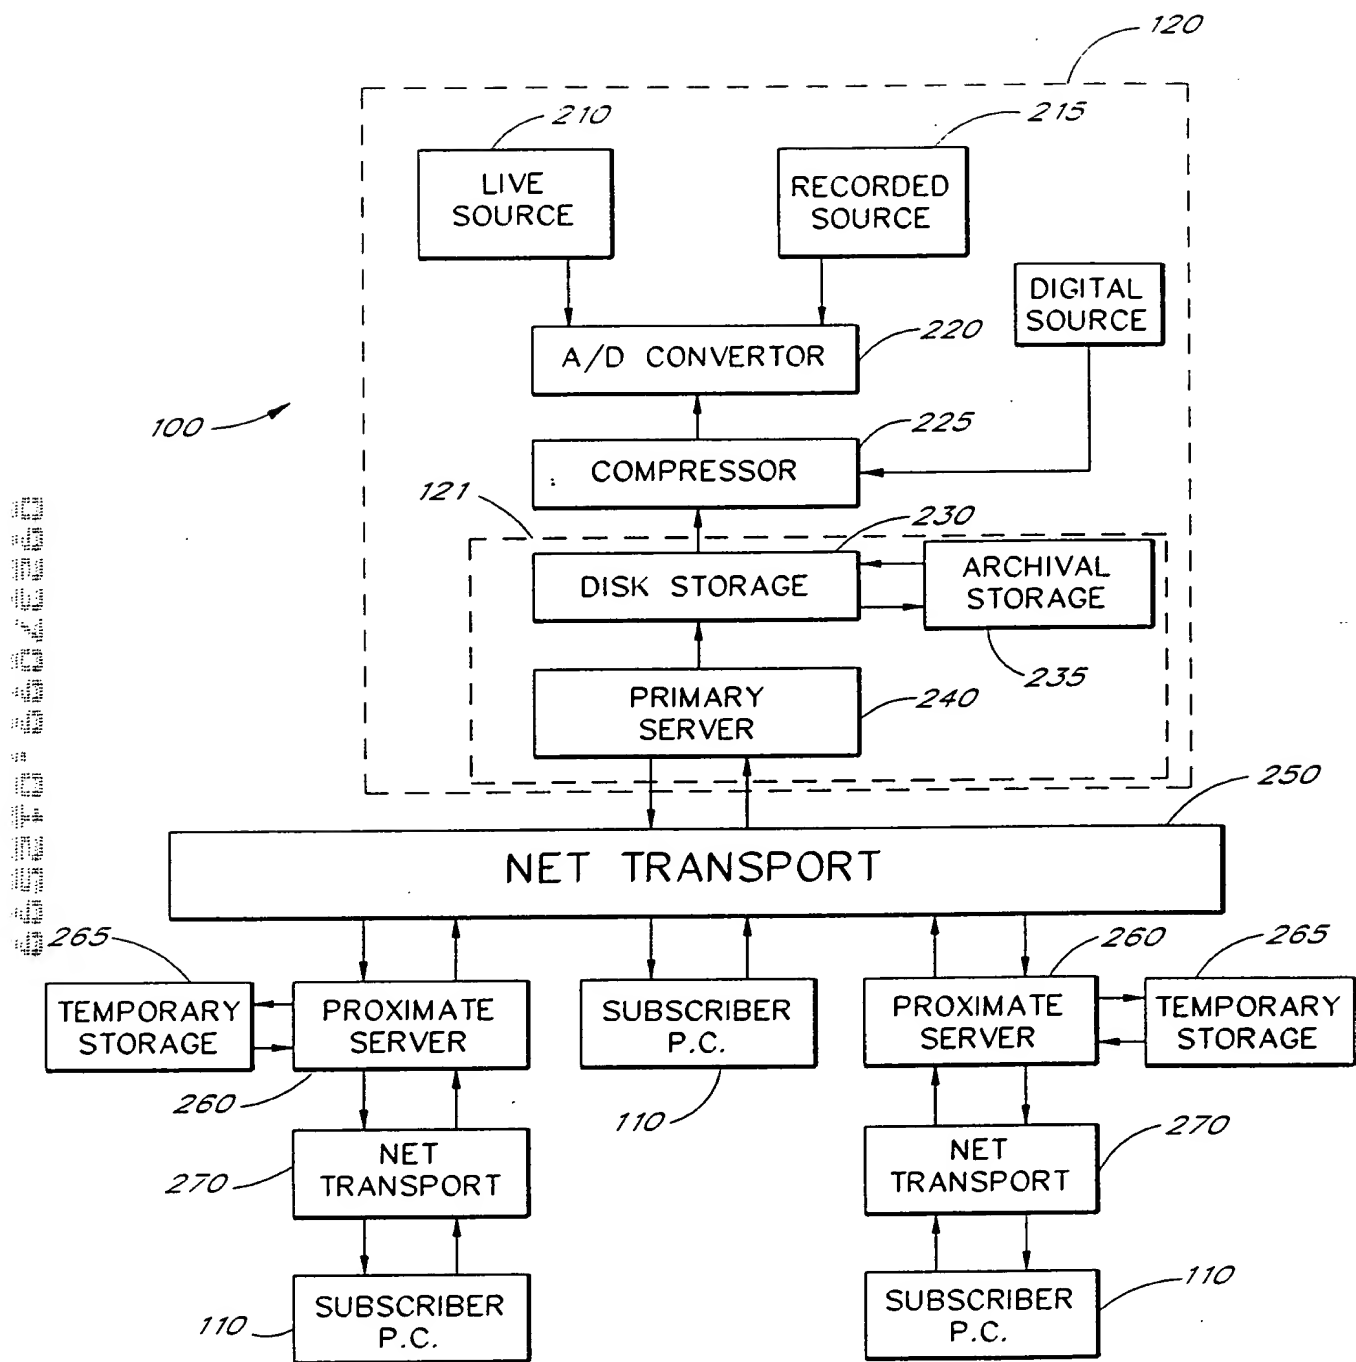 120
210
215
LIVE
SOURCE
RECORDED
SOURCE
DIGITAL
SOURCE
A/D CONVERTOR
220
100
225
COMPRESSOR
121
230
DISK STORAGE
ARCHIVAL
STORAGE
235
PRIMARY
SERVER
240
250
NET TRANSPORT
265
260
265
TEMPORARY
STORAGE
PROXIMATE
SERVER
SUBSCRIBER
P.C.
PROXIMATE
SERVER
TEMPORARY
STORAGE
260
110
270
NET
TRANSPORT
270
NET
TRANSPORT
110
SUBSCRIBER
P.C.
110
SUBSCRIBER
P.C.